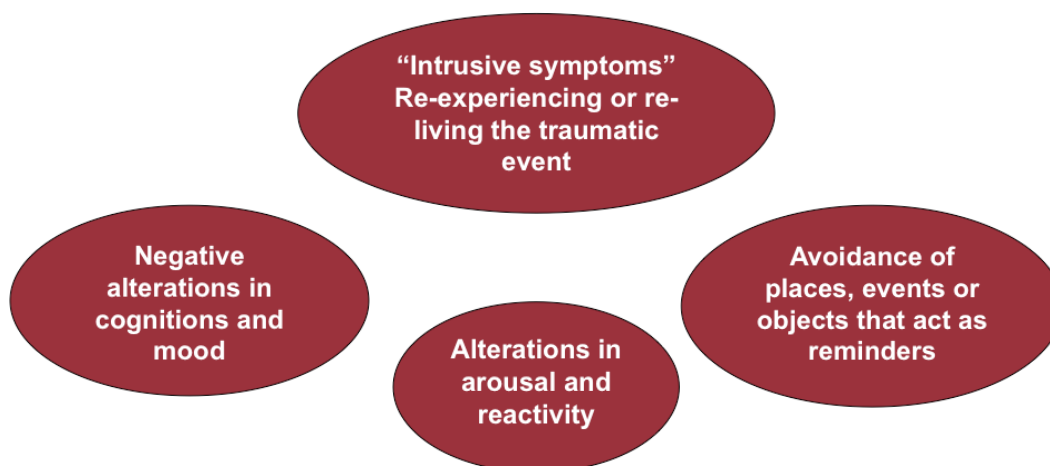 “Intrusive symptoms”
Re-experiencing or re-
living the traumatic
event
Negative
alterations in
cognitions and
mood
Alterations in
arousal and
reactivity
Avoidance of
places, events or
objects that act as
reminders